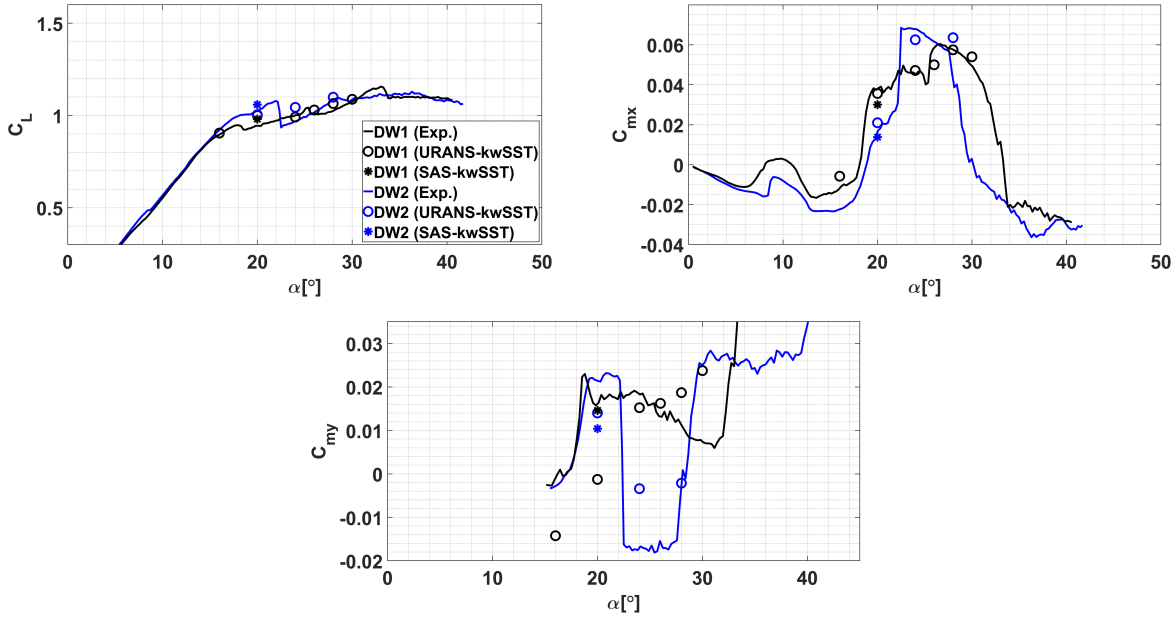 1.5
1
0.5
C_L
0 10 20 30 40 50
α[°]
DW1 (Exp.)
DW1 (URANS-kwSST)
DW1 (SAS-kwSST)
DW2 (Exp.)
DW2 (URANS-kwSST)
DW2 (SAS-kwSST)
0.06
0.04
0.02
0
-0.02
-0.04
C_mx
0 10 20 30 40 50
α[°]
0.03
0.02
0.01
0
-0.01
-0.02
C_my
0 10 20 30 40
α[°]